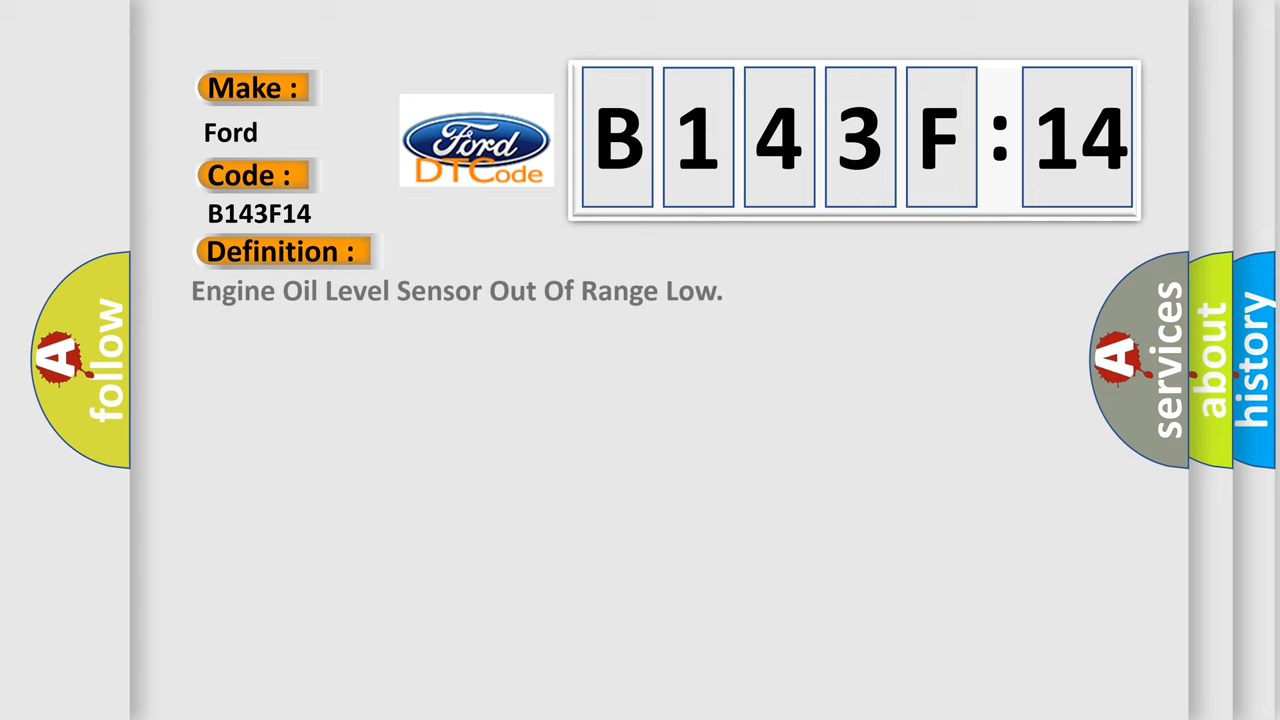 Make :
Ford
Code :
B143F14
Definition :
Engine Oil Level Sensor Out Of Range Low.
Ford
DTCode
B 1 4 3 F : 14
A follow
A services
about
history